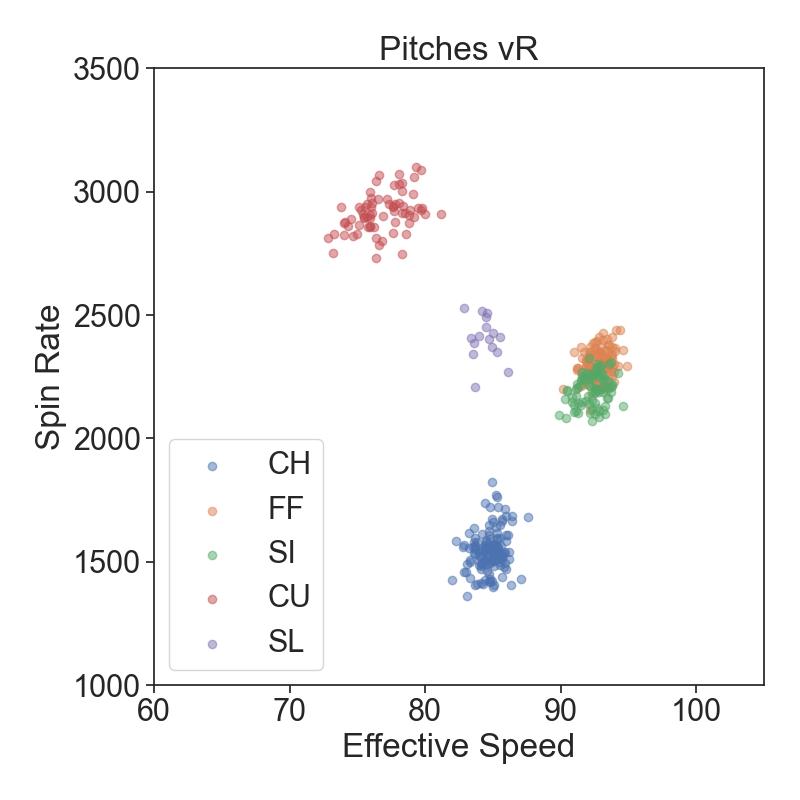 Pitches vR
3500
3000
2500
2000
1500
1000
Spin Rate
CH
FF
SI
CU
SL
60 70 80 90 100
Effective Speed